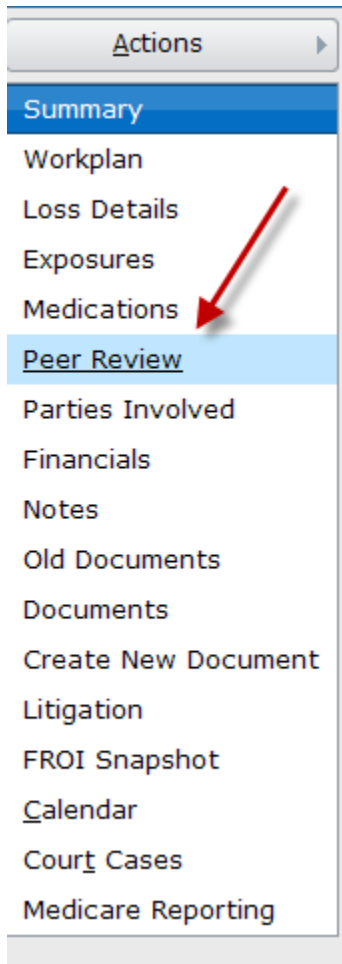 Actions
Summary
Workplan
Loss Details
Exposures
Medications
Peer Review
Parties Involved
Financials
Notes
Old Documents
Documents
Create New Document
Litigation
FROI Snapshot
Calendar
Court Cases
Medicare Reporting